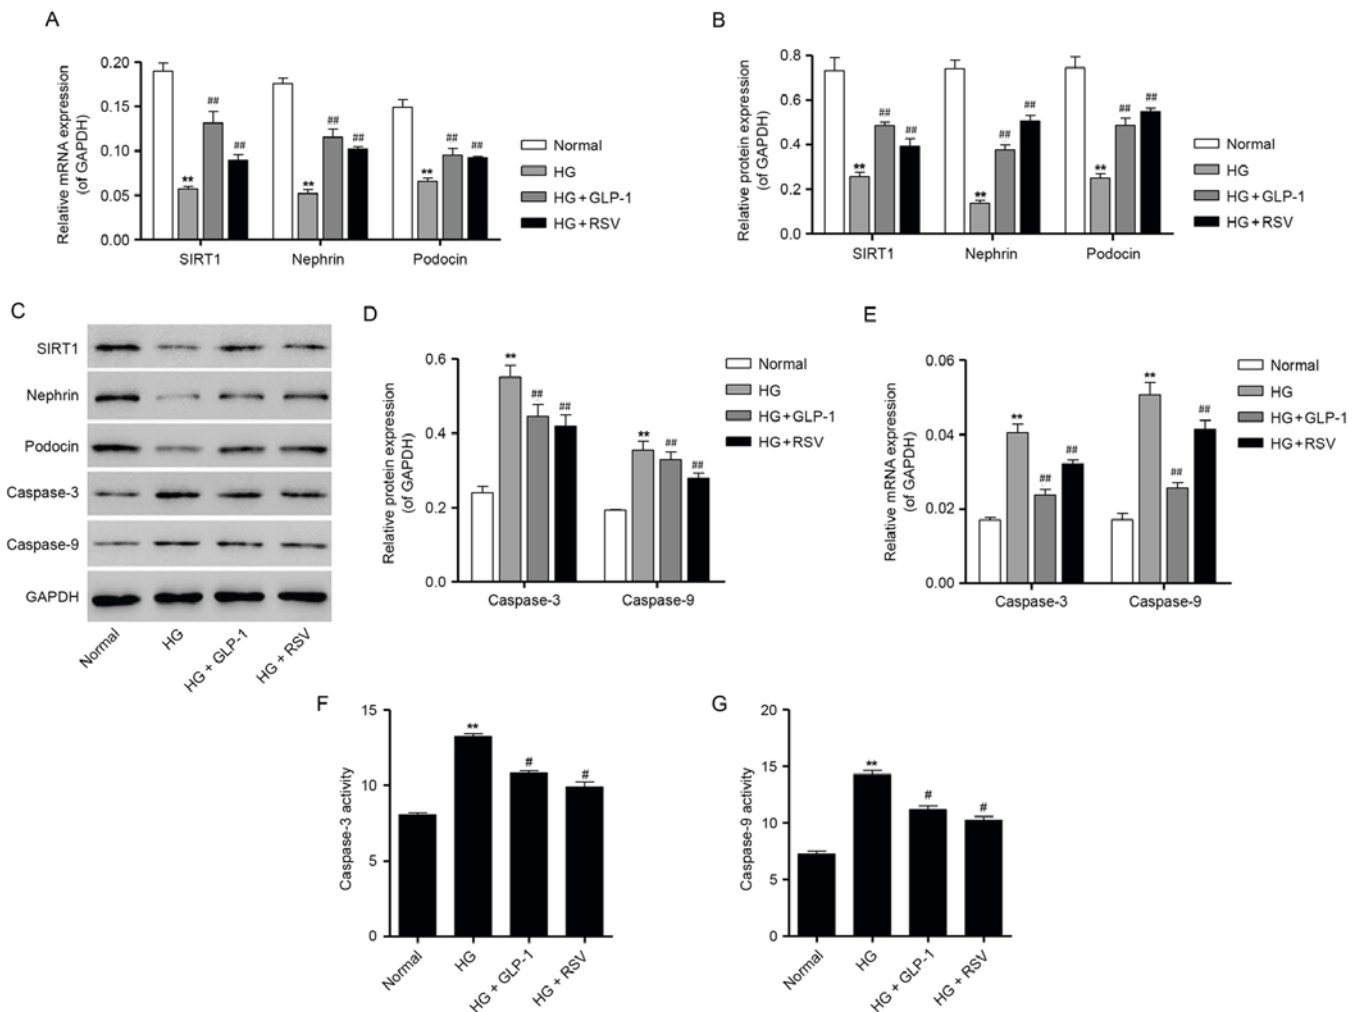 A
Relative mRNA expression
(of GAPDH)
0.20
0.15
0.10
0.05
0.00
** ## ##
** ## ##
** ## ##
SIRT1 Nephrin Podocin
Normal
HG
HG+GLP-1
HG+RSV
B
Relative protein expression
(of GAPDH)
0.8
0.6
0.4
0.2
0.0
** ## ##
** ## ##
** ## ##
SIRT1 Nephrin Podocin
Normal
HG
HG+GLP-1
HG+RSV
C
SIRT1
Nephrin
Podocin
Caspase-3
Caspase-9
GAPDH
Normal
HG
HG + GLP-1
HG + RSV
D
Relative protein expression
(of GAPDH)
0.6
0.4
0.2
0.0
** ## ##
** ## ##
Caspase-3 Caspase-9
Normal
HG
HG+GLP-1
HG+RSV
E
Relative mRNA expression
(of GAPDH)
0.06
0.04
0.02
0.00
** ## ##
** ## ##
Caspase-3 Caspase-9
Normal
HG
HG+GLP-1
HG+RSV
F
Caspase-3 activity
15
10
5
0
** # #
Normal
HG
HG + GLP-1
HG + RSV
G
Caspase-9 activity
20
15
10
5
0
** # #
Normal
HG
HG + GLP-1
HG + RSV